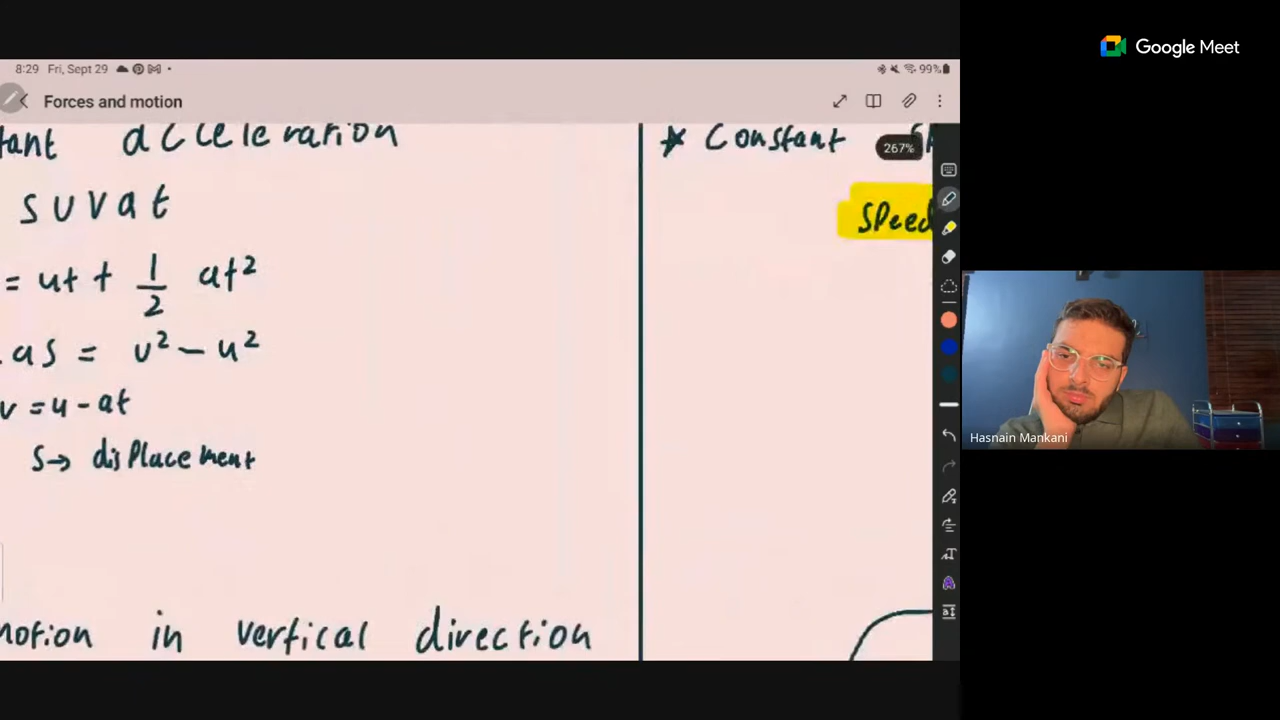 Google Meet
8:29 Fri, Sept 29
99%
Forces and motion
tant acceleration
suvat
= ut + 1/2 at²
as = v² - u²
v = u - at
s → displacement
motion in vertical direction
* Constant
267%
Speed
Hasnain Mankani